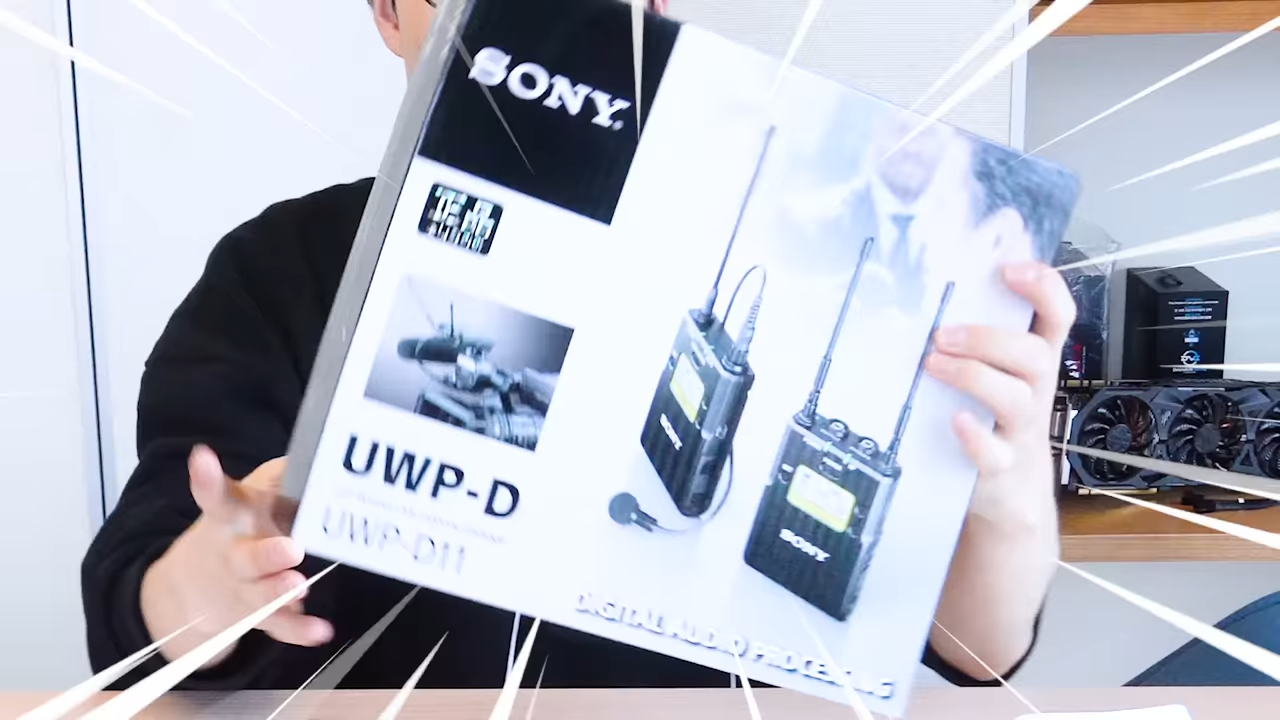 SONY
UWP-D
UWP-D11
SONY
SONY
DIGITAL AUDIO PROCESSING